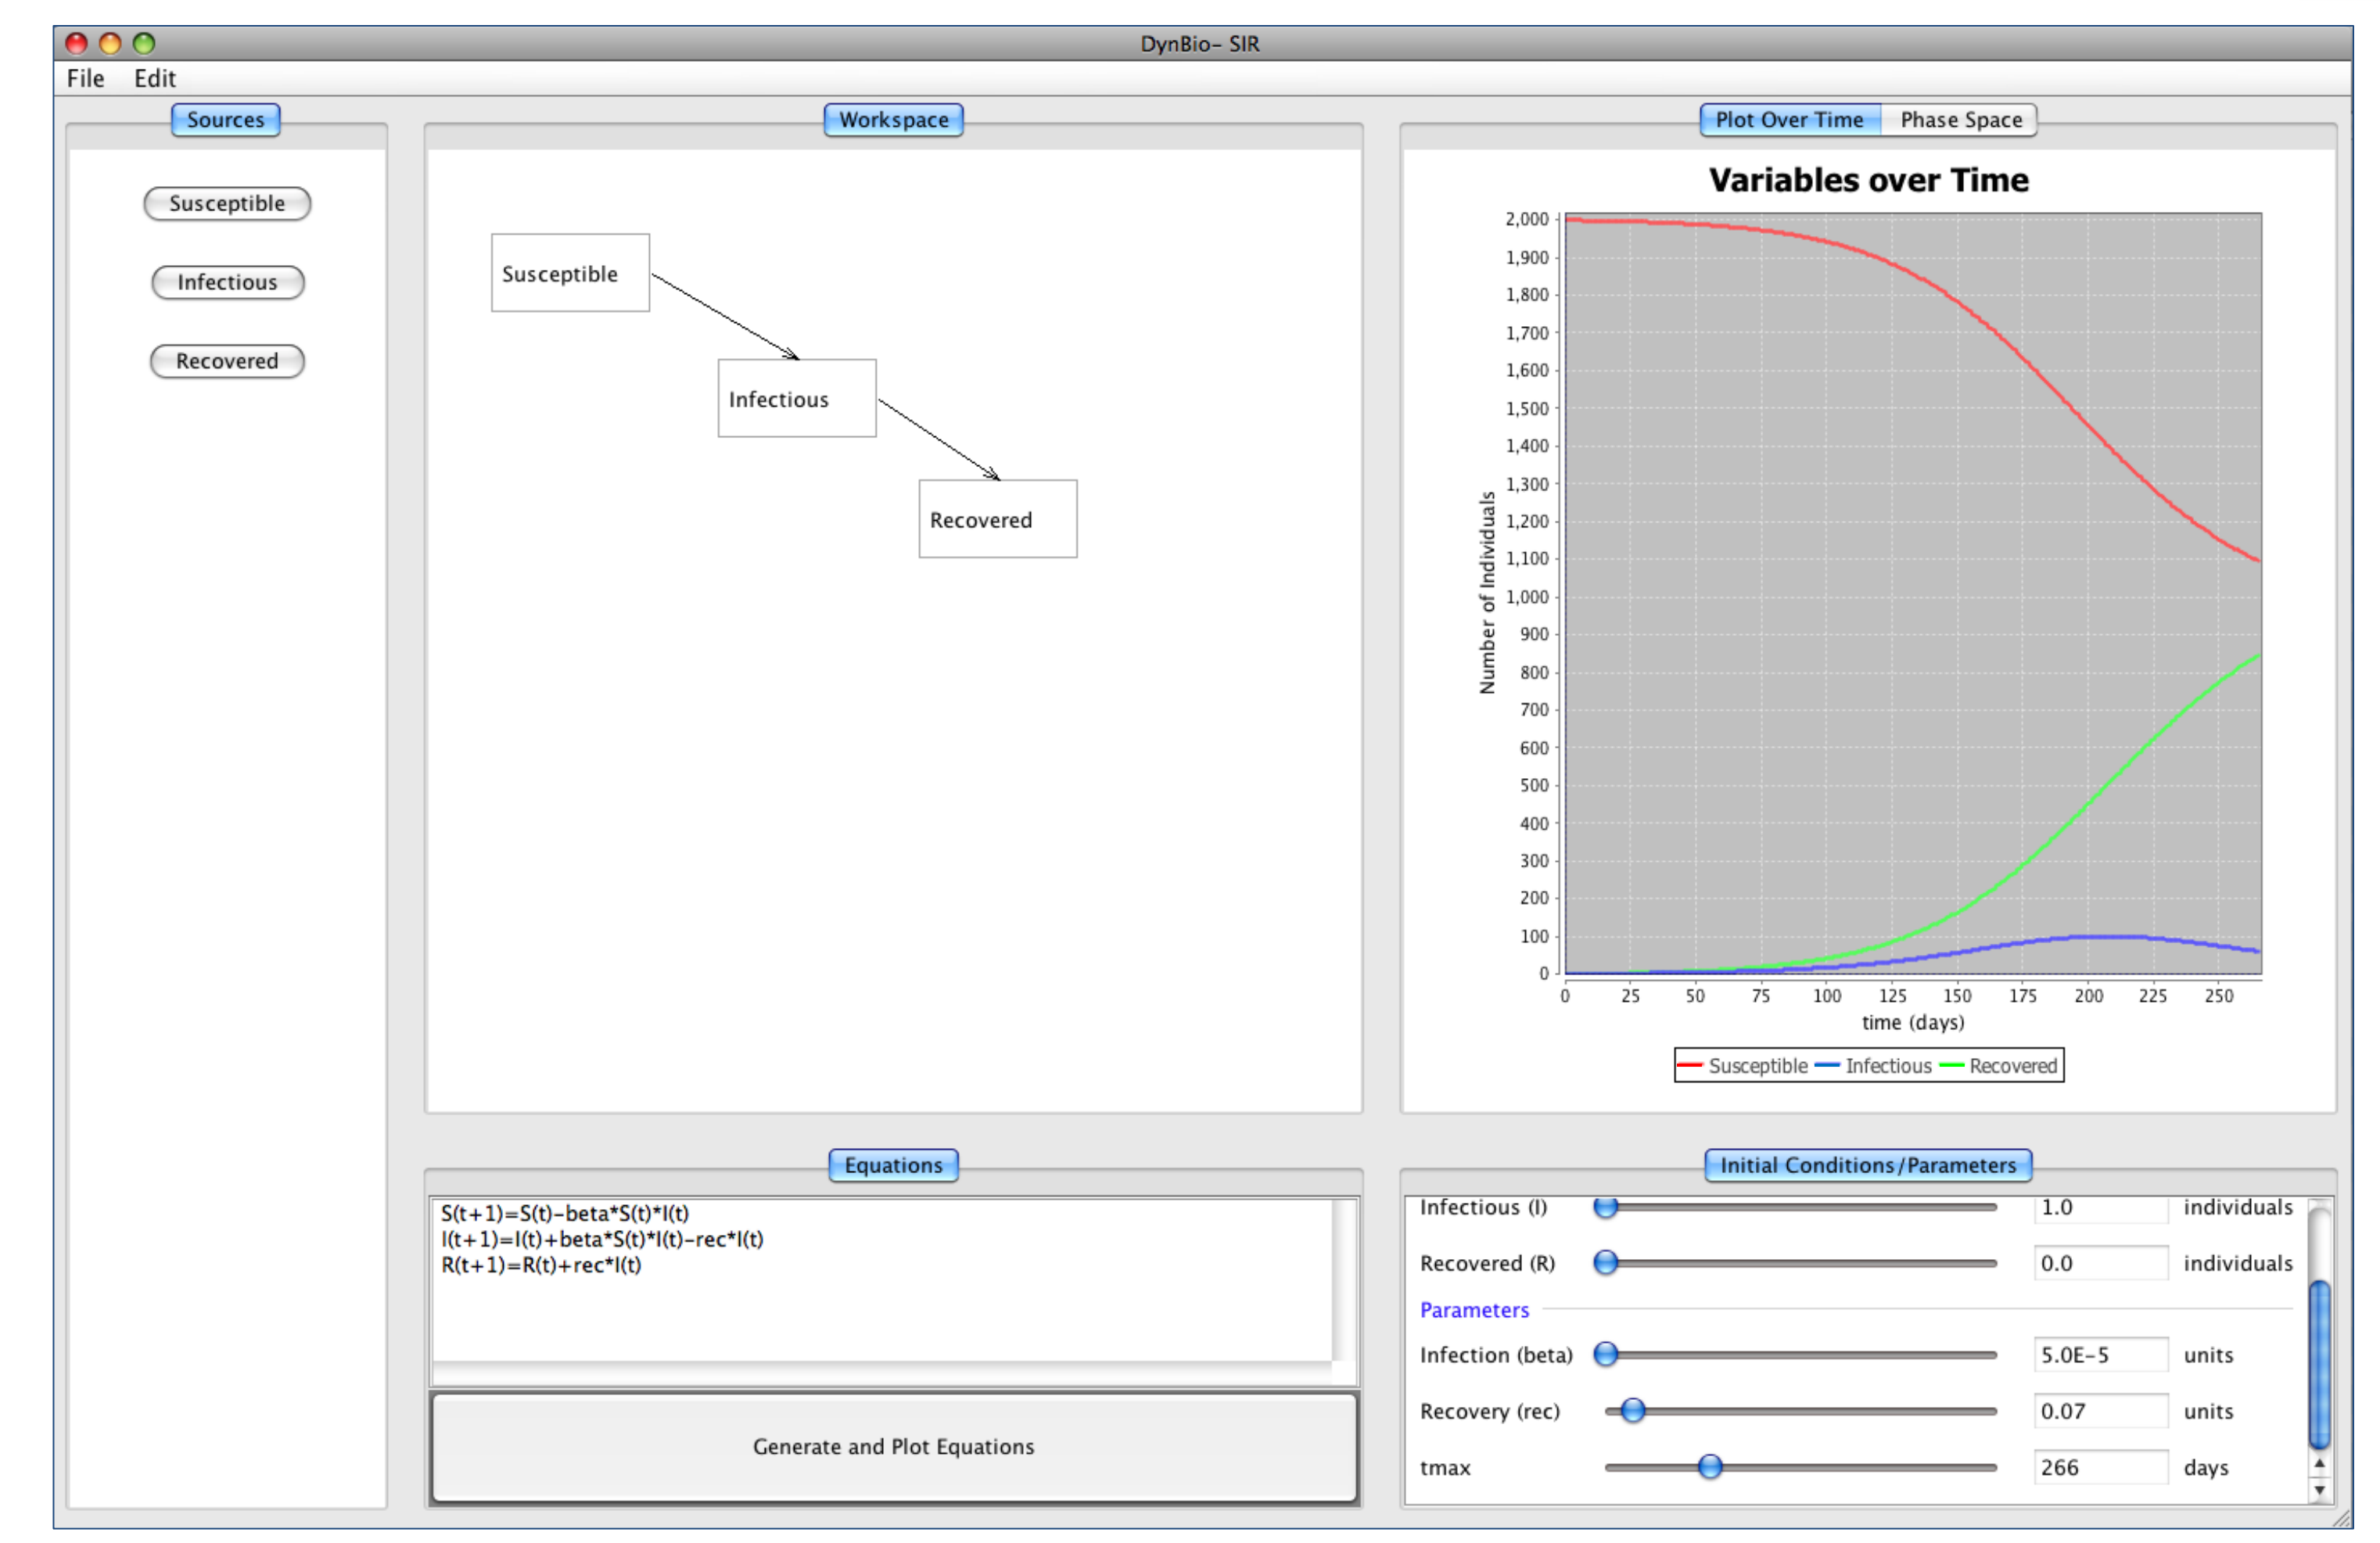 DynBio- SIR
File Edit
Sources
Susceptible
Infectious
Recovered
Workspace
Susceptible
Infectious
Recovered
Plot Over Time Phase Space
Variables over Time
Number of Individuals
2,000
1,900
1,800
1,700
1,600
1,500
1,400
1,300
1,200
1,100
1,000
900
800
700
600
500
400
300
200
100
0
0 25 50 75 100 125 150 175 200 225 250
time (days)
Susceptible Infectious Recovered
Equations
S(t+1)=S(t)-beta*S(t)*I(t)
I(t+1)=I(t)+beta*S(t)*I(t)-rec*I(t)
R(t+1)=R(t)+rec*I(t)
Generate and Plot Equations
Initial Conditions/Parameters
Infectious (I) 1.0 individuals
Recovered (R) 0.0 individuals
Parameters
Infection (beta) 5.0E-5 units
Recovery (rec) 0.07 units
tmax 266 days